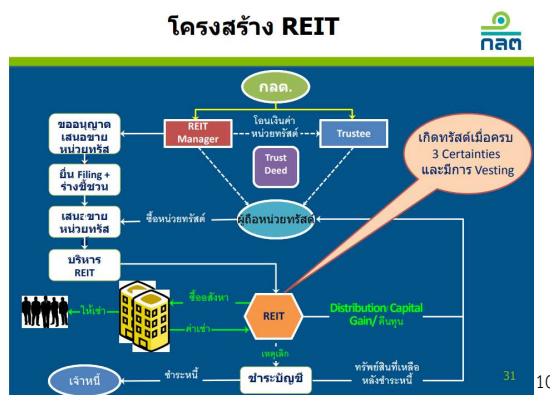 โครงสร้าง REIT
กลต
กลต.
ขออนุญาต
เสนอขาย
หน่วยทรัส
REIT
Manager
โอนเงินค่า
หน่วยทรัสต์
Trustee
Trust
Deed
เกิดทรัสต์เมื่อครบ
3 Certainties
และมีการ Vesting
ยื่น Filing +
ร่างชี้ชวน
เสนอขาย
หน่วยทรัส
ซื้อหน่วยทรัสต์
ผู้ถือหน่วยทรัสต์
บริหาร
REIT
ให้เช่า
ซื้ออสังหา
ค่าเช่า
REIT
Distribution/Capital
Gain/ คืนทุน
เหตุเลิก
เจ้าหนี้
ชำระหนี้
ชำระบัญชี
ทรัพย์สินที่เหลือ
หลังชำระหนี้
31
10